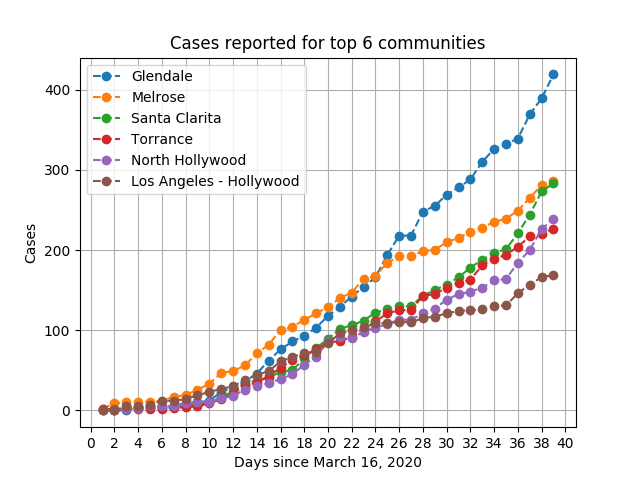 Cases reported for top 6 communities
Glendale
Melrose
Santa Clarita
Torrance
North Hollywood
Los Angeles - Hollywood
Cases
400
300
200
100
0
0 2 4 6 8 10 12 14 16 18 20 22 24 26 28 30 32 34 36 38 40
Days since March 16, 2020